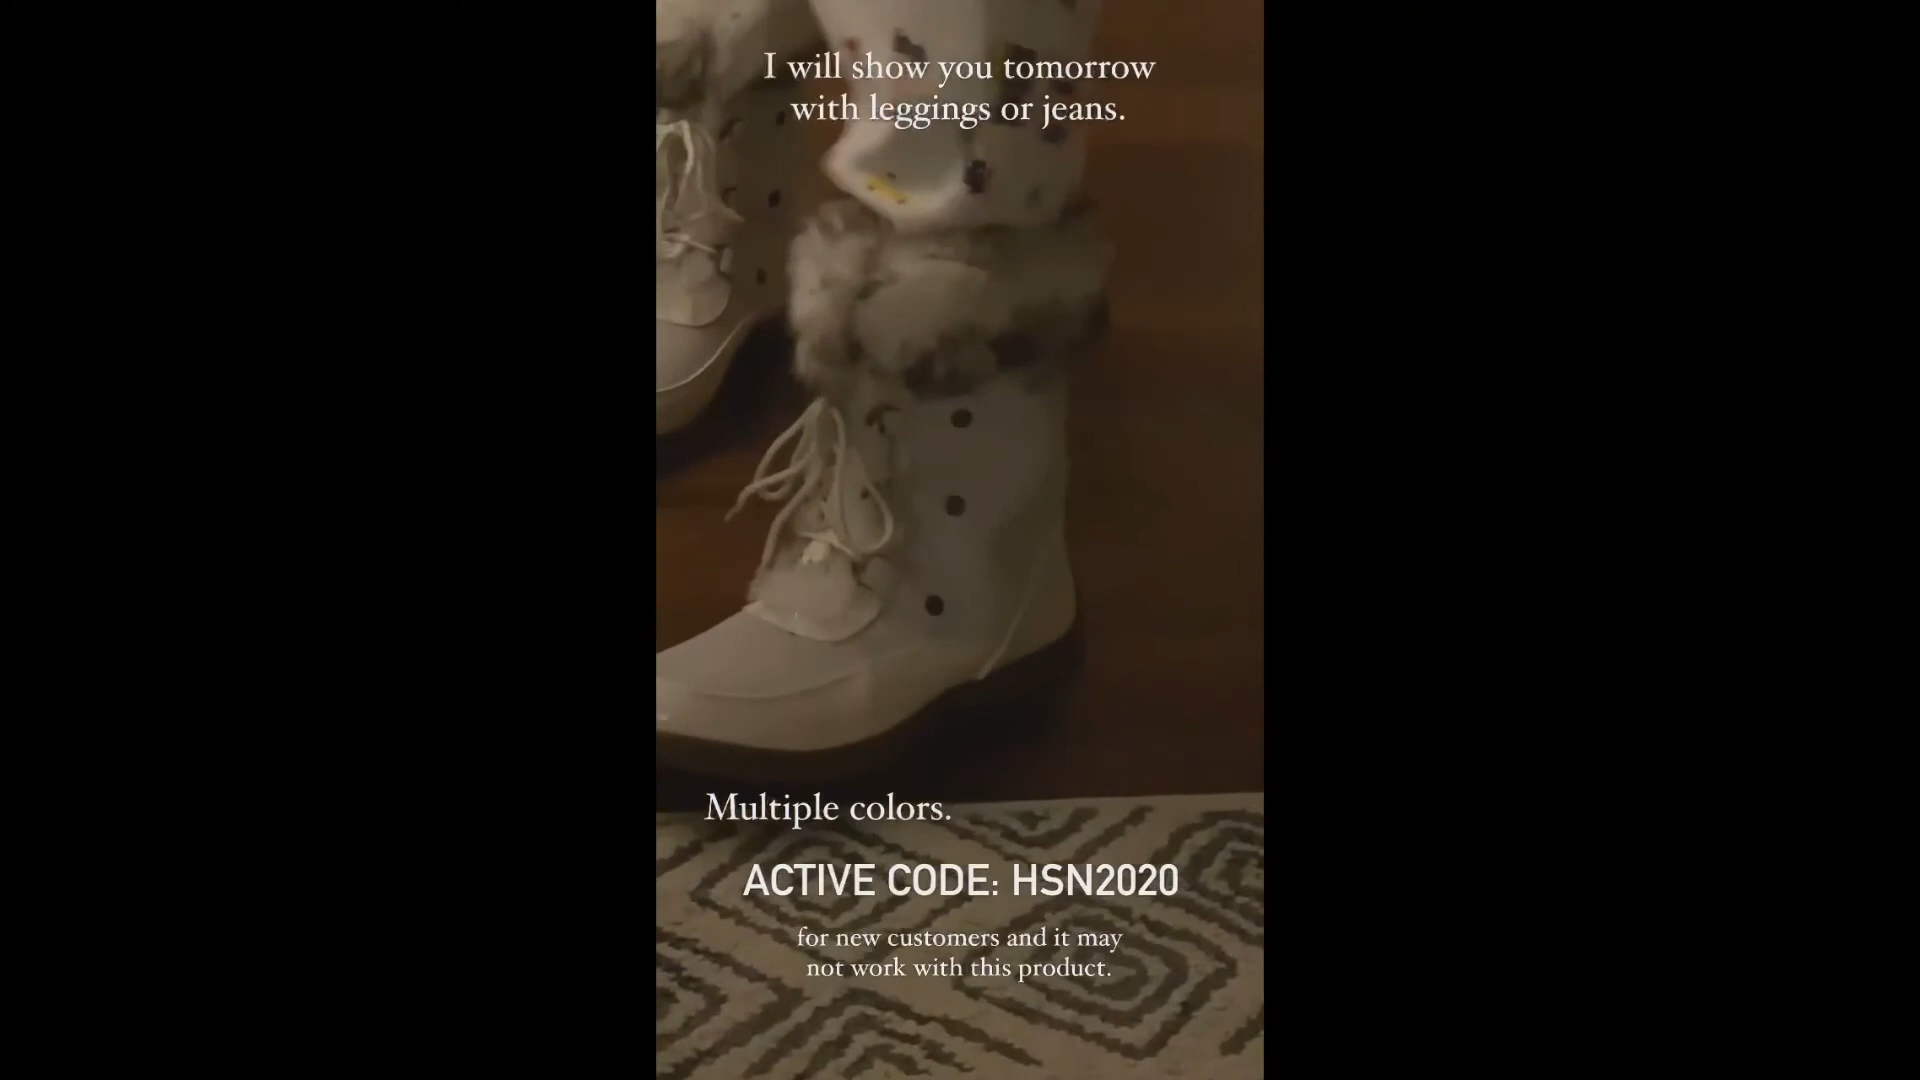 I will show you tomorrow
with leggings or jeans.
Multiple colors.
ACTIVE CODE: HSN2020
for new customers and it may
not work with this product.